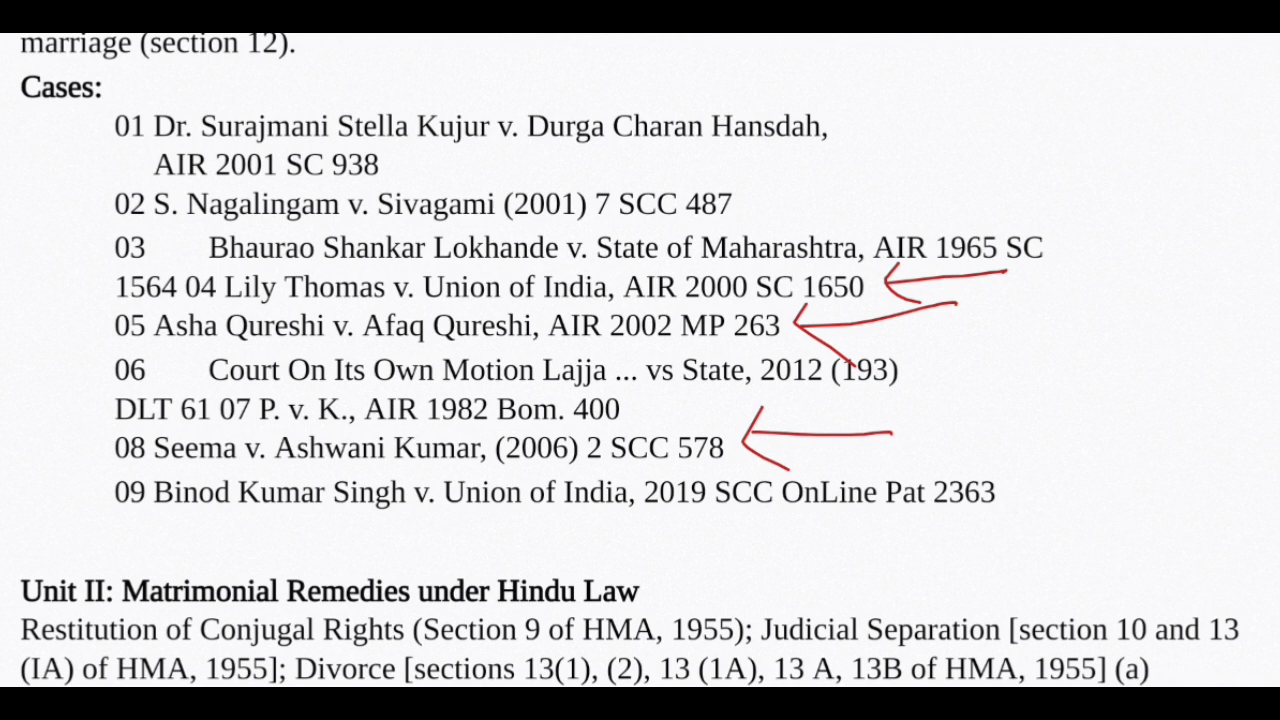 marriage (section 12).
Cases:
01 Dr. Surajmani Stella Kujur v. Durga Charan Hansdah,
AIR 2001 SC 938
02 S. Nagalingam v. Sivagami (2001) 7 SCC 487
03 Bhaurao Shankar Lokhande v. State of Maharashtra, AIR 1965 SC
1564 04 Lily Thomas v. Union of India, AIR 2000 SC 1650
05 Asha Qureshi v. Afaq Qureshi, AIR 2002 MP 263
06 Court On Its Own Motion Lajja ... vs State, 2012 (193)
DLT 61 07 P. v. K., AIR 1982 Bom. 400
08 Seema v. Ashwani Kumar, (2006) 2 SCC 578
09 Binod Kumar Singh v. Union of India, 2019 SCC OnLine Pat 2363
Unit II: Matrimonial Remedies under Hindu Law
Restitution of Conjugal Rights (Section 9 of HMA, 1955); Judicial Separation [section 10 and 13
(IA) of HMA, 1955]; Divorce [sections 13(1), (2), 13 (1A), 13 A, 13B of HMA, 1955] (a)